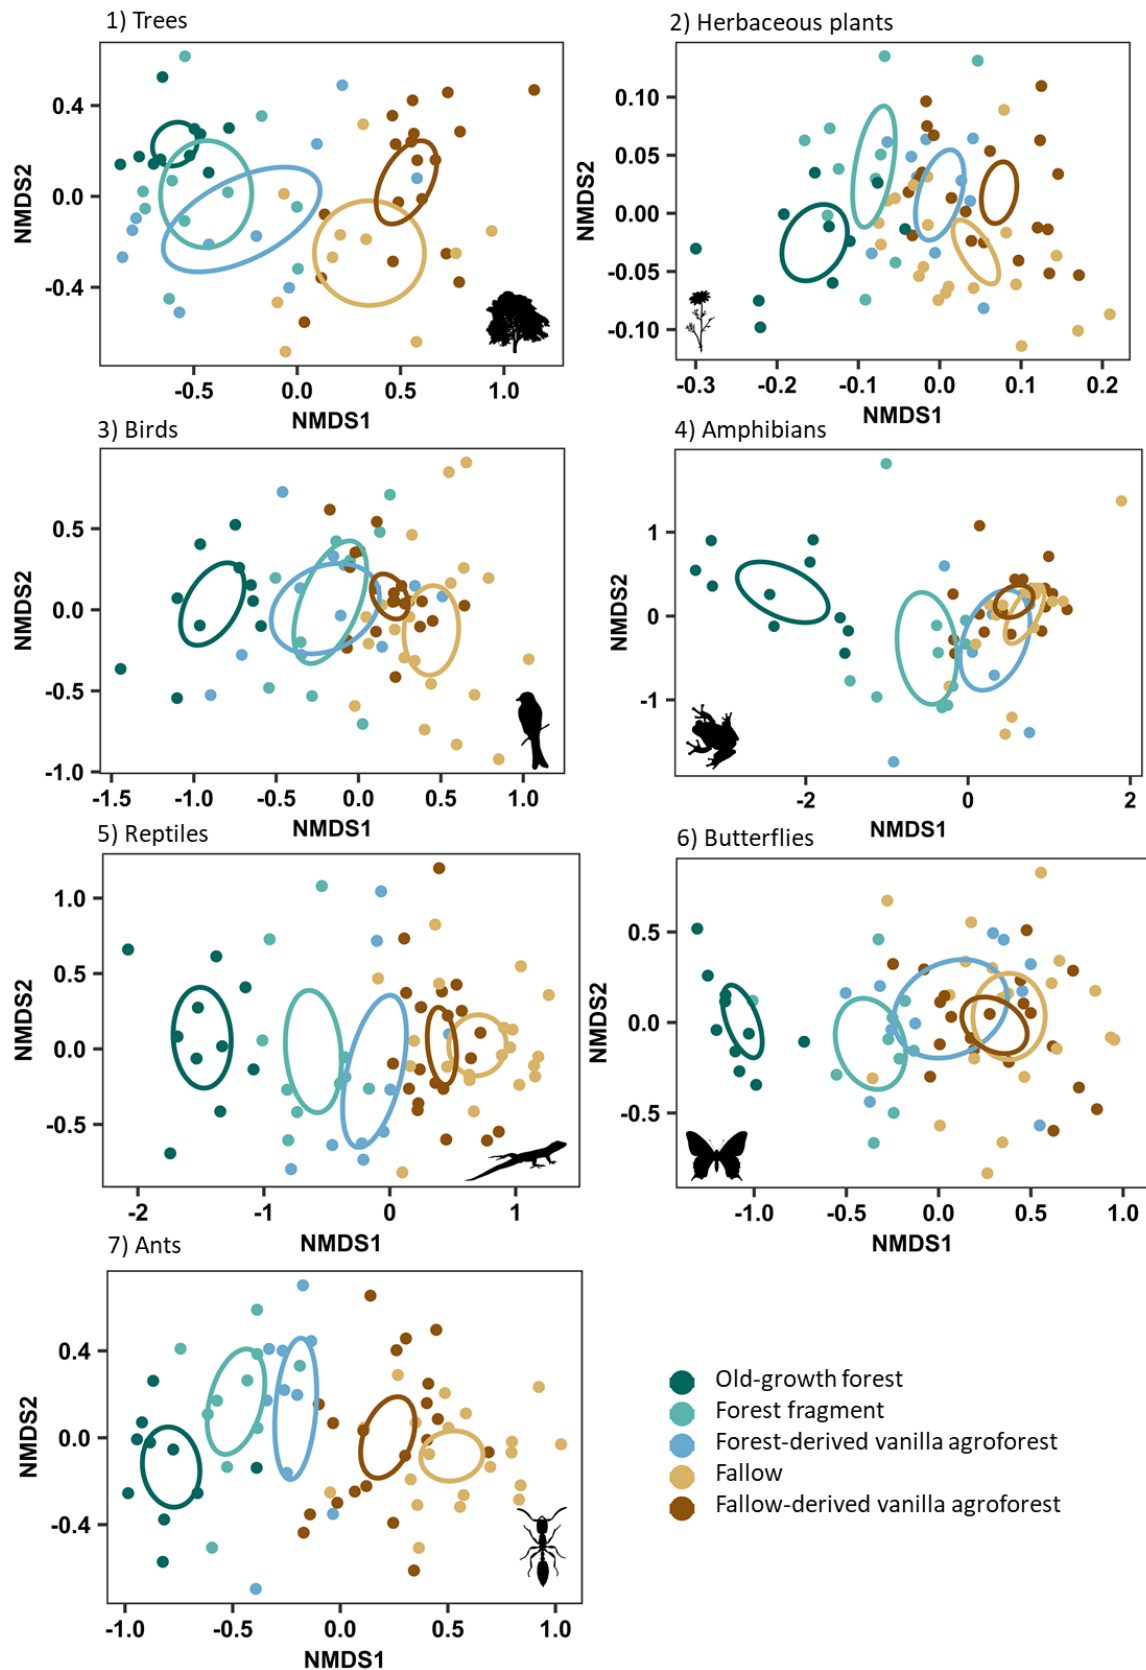 1) Trees
NMDS2
0.4
0.0
-0.4
-0.5
0.0
0.5
1.0
NMDS1
2) Herbaceous plants
NMDS2
0.10
0.05
0.00
-0.05
-0.10
-0.3
-0.2
-0.1
0.0
0.1
0.2
NMDS1
3) Birds
NMDS2
0.5
0.0
-0.5
-1.0
-1.5
-1.0
-0.5
0.0
0.5
1.0
NMDS1
4) Amphibians
NMDS2
1
0
-1
-2
0
2
NMDS1
5) Reptiles
NMDS2
1.0
0.5
0.0
-0.5
-2
-1
0
1
NMDS1
6) Butterflies
NMDS2
0.5
0.0
-0.5
-1.0
-0.5
0.0
0.5
1.0
NMDS1
7) Ants
NMDS2
0.4
0.0
-0.4
-1.0
-0.5
0.0
0.5
1.0
NMDS1
Old-growth forest
Forest fragment
Forest-derived vanilla agroforest
Fallow
Fallow-derived vanilla agroforest